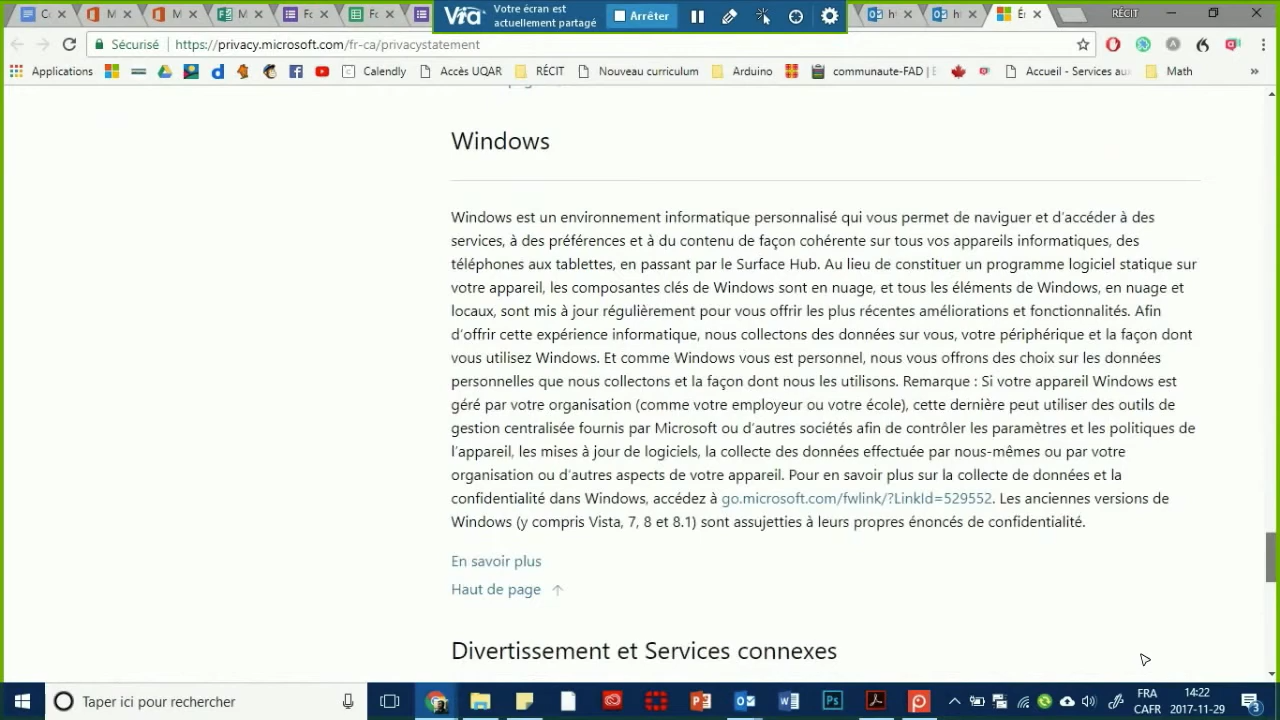 C
M
M
M
Fo
Fo
Vià
Votre écran est
actuellement partagé
Arrêter
RÉCIT
Sécurisé
https://privacy.microsoft.com/fr-ca/privacystatement
Applications
Calendly
Accès UQAR
RÉCIT
Nouveau curriculum
Arduino
communaute-FAD | E
Accueil - Services au
Math
»
Windows
Windows est un environnement informatique personnalisé qui vous permet de naviguer et d'accéder à des
services, à des préférences et à du contenu de façon cohérente sur tous vos appareils informatiques, des
téléphones aux tablettes, en passant par le Surface Hub. Au lieu de constituer un programme logiciel statique sur
votre appareil, les composantes clés de Windows sont en nuage, et tous les éléments de Windows, en nuage et
locaux, sont mis à jour régulièrement pour vous offrir les plus récentes améliorations et fonctionnalités. Afin
d'offrir cette expérience informatique, nous collectons des données sur vous, votre périphérique et la façon dont
vous utilisez Windows. Et comme Windows vous est personnel, nous vous offrons des choix sur les données
personnelles que nous collectons et la façon dont nous les utilisons. Remarque : Si votre appareil Windows est
géré par votre organisation (comme votre employeur ou votre école), cette dernière peut utiliser des outils de
gestion centralisée fournis par Microsoft ou d'autres sociétés afin de contrôler les paramètres et les politiques de
l'appareil, les mises à jour de logiciels, la collecte des données effectuée par nous-mêmes ou par votre
organisation ou d'autres aspects de votre appareil. Pour en savoir plus sur la collecte de données et la
confidentialité dans Windows, accédez à go.microsoft.com/fwlink/?LinkId=529552. Les anciennes versions de
Windows (y compris Vista, 7, 8 et 8.1) sont assujetties à leurs propres énoncés de confidentialité.
En savoir plus
Haut de page
Divertissement et Services connexes
Taper ici pour rechercher
FRA
CAFR
14:22
2017-11-29
3